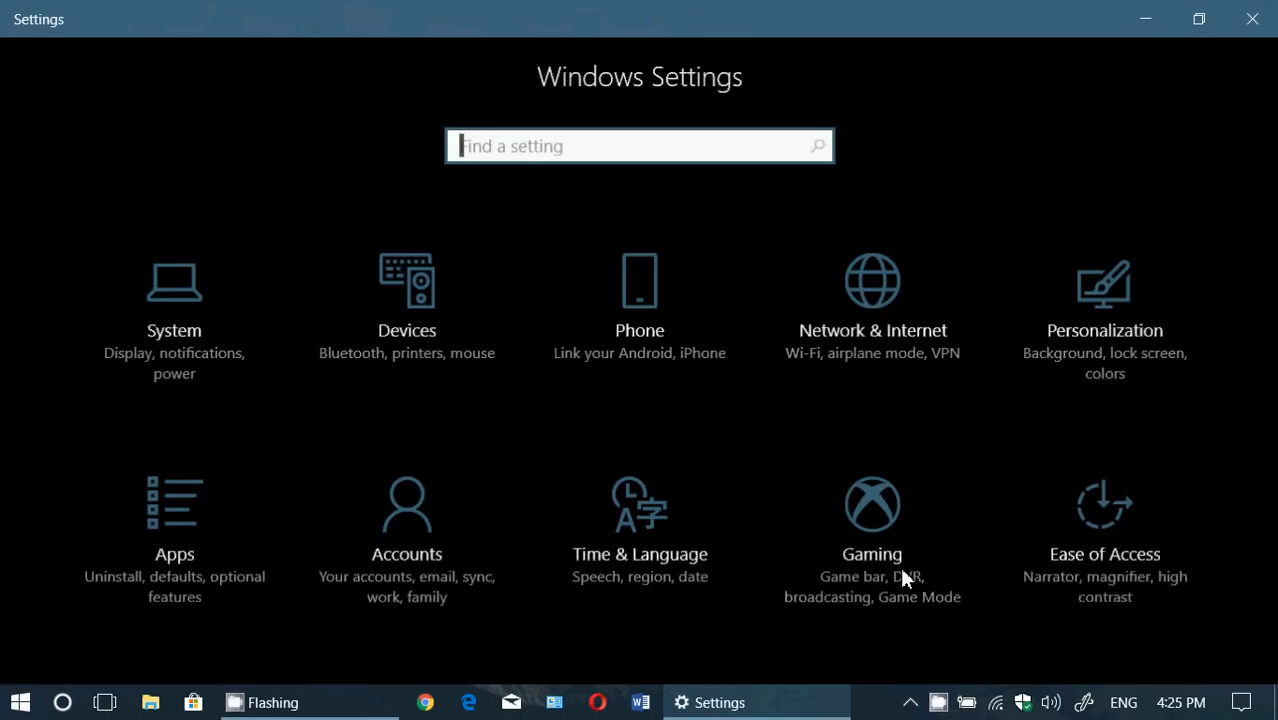 Settings
Windows Settings
Find a setting
System
Display, notifications,
power
Devices
Bluetooth, printers, mouse
Phone
Link your Android, iPhone
Network & Internet
Wi-Fi, airplane mode, VPN
Personalization
Background, lock screen,
colors
Apps
Uninstall, defaults, optional
features
Accounts
Your accounts, email, sync,
work, family
Time & Language
Speech, region, date
Gaming
Game bar, DVR,
broadcasting, Game Mode
Ease of Access
Narrator, magnifier, high
contrast
Flashing
Settings
ENG
4:25 PM